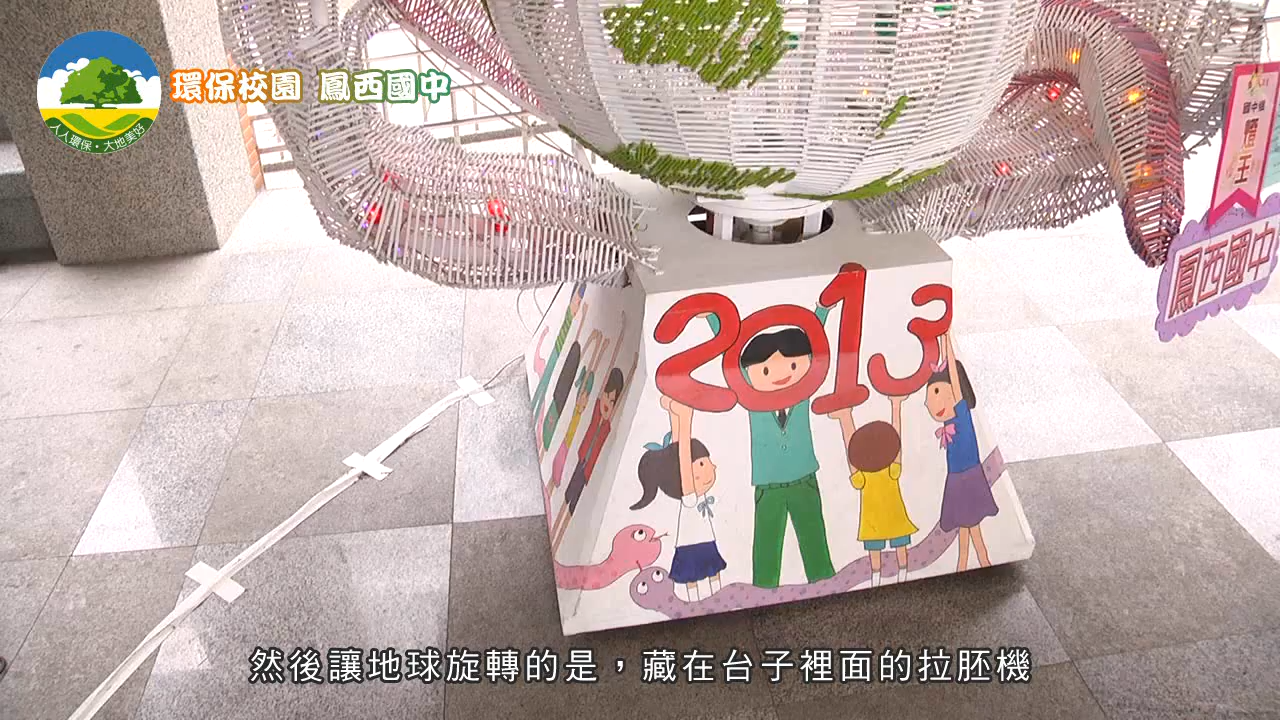 環保校園 鳳西國中
人人環保・大地美好
國中組
燈王
鳳西國中
2013
然後讓地球旋轉的是，藏在台子裡面的拉胚機